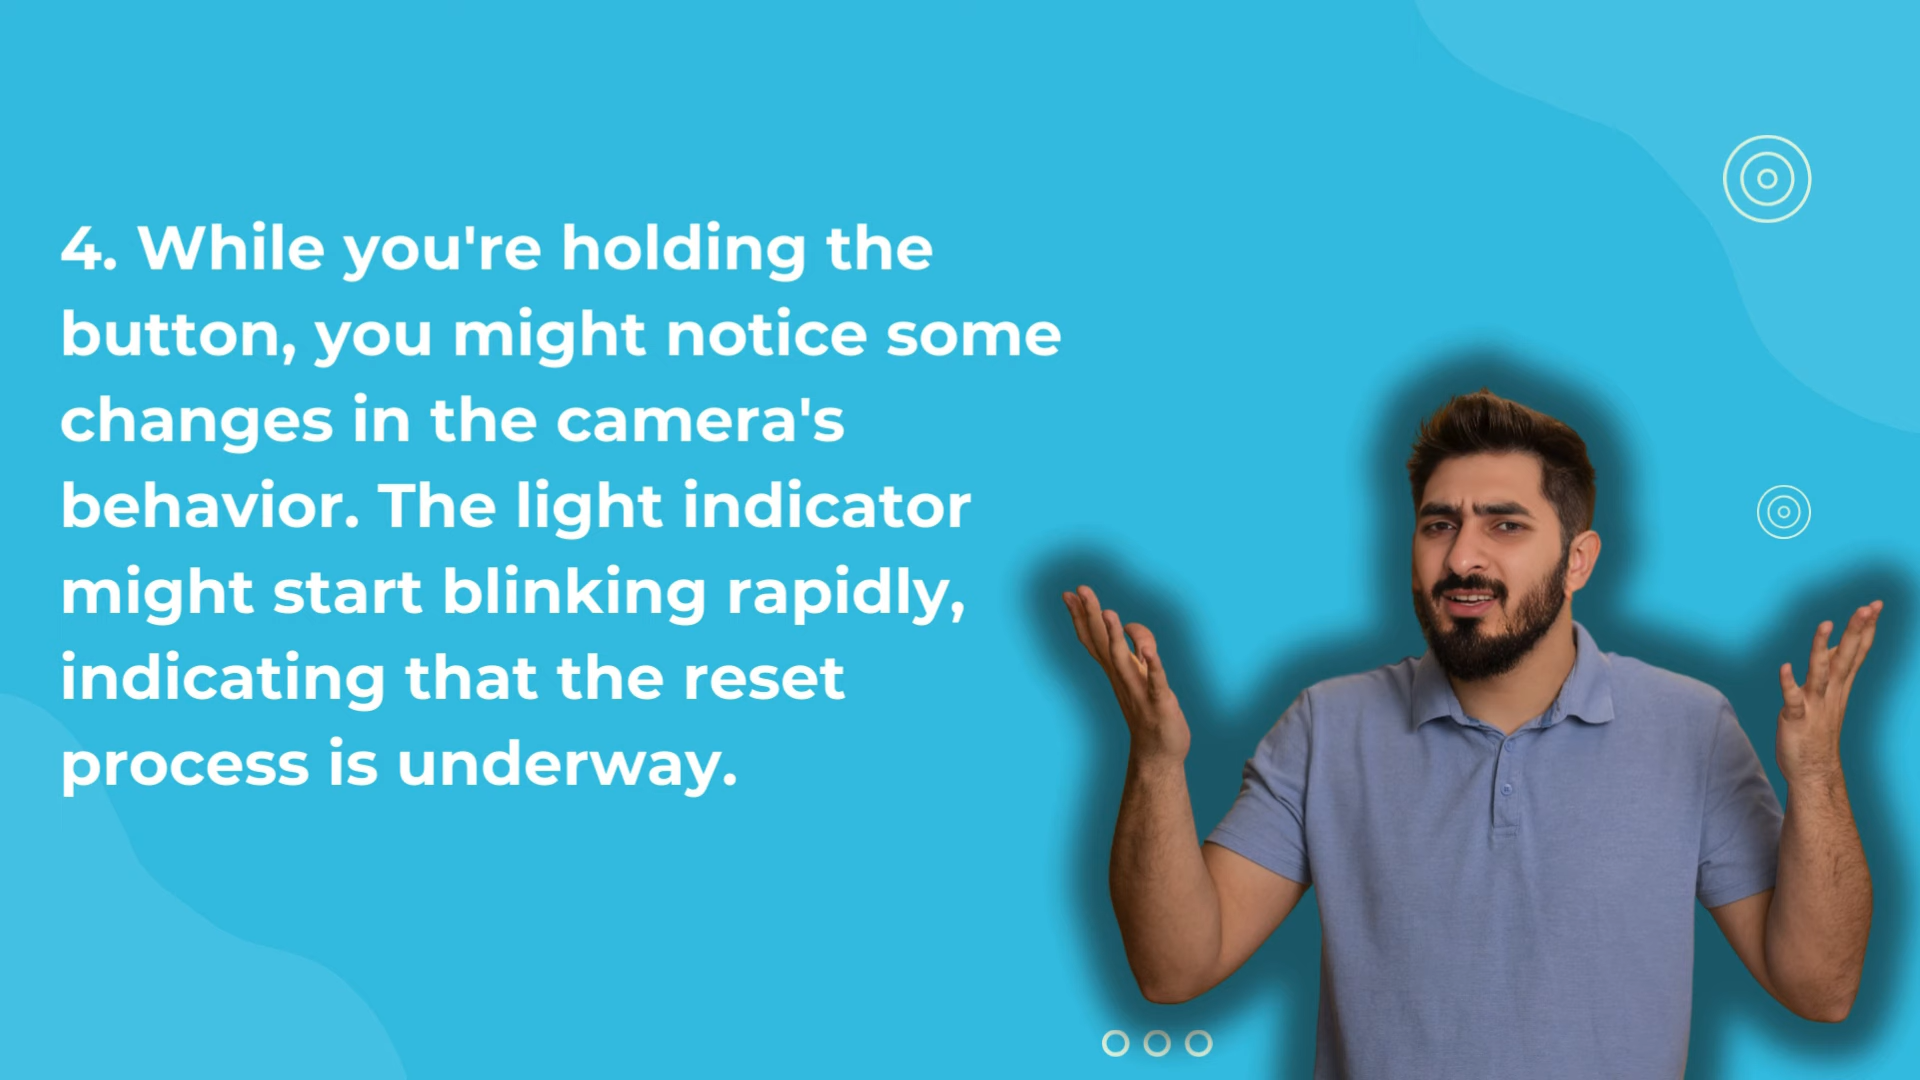 4. While you're holding the
button, you might notice some
changes in the camera's
behavior. The light indicator
might start blinking rapidly,
indicating that the reset
process is underway.